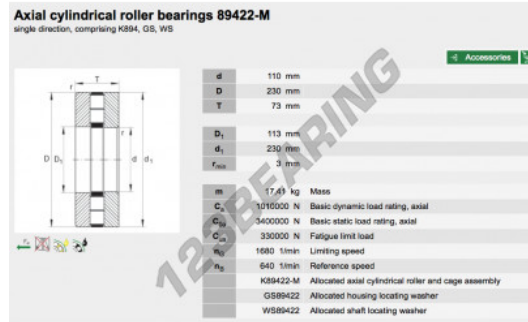 Axial cylindrical roller bearings 89422-M
single direction, comprising K894, GS, WS
Accessories
d 110 mm
D 230 mm
T 73 mm
D1 113 mm
d1 230 mm
rmin 3 mm
m 17,41 kg Mass
Ca 1010000 N Basic dynamic load rating, axial
C0a 3400000 N Basic static load rating, axial
Cua 330000 N Fatigue limit load
nG 1680 1/min Limiting speed
nB 640 1/min Reference speed
K89422-M Allocated axial cylindrical roller and cage assembly
GS89422 Allocated housing locating washer
WS89422 Allocated shaft locating washer
T
r
r
D D1 d d1
Fa
123BEARING